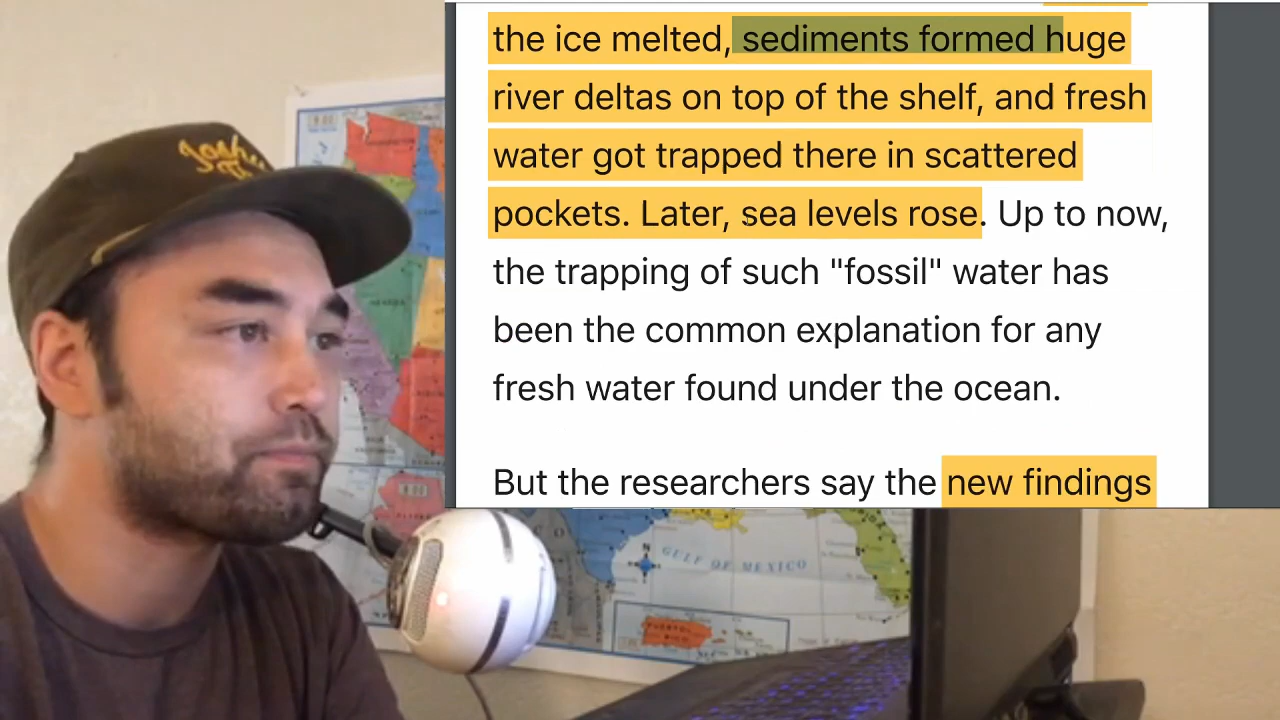 the ice melted, sediments formed huge
river deltas on top of the shelf, and fresh
water got trapped there in scattered
pockets. Later, sea levels rose. Up to now,
the trapping of such "fossil" water has
been the common explanation for any
fresh water found under the ocean.
But the researchers say the new findings
N
GULF OF MEXICO
PUERTO RICO